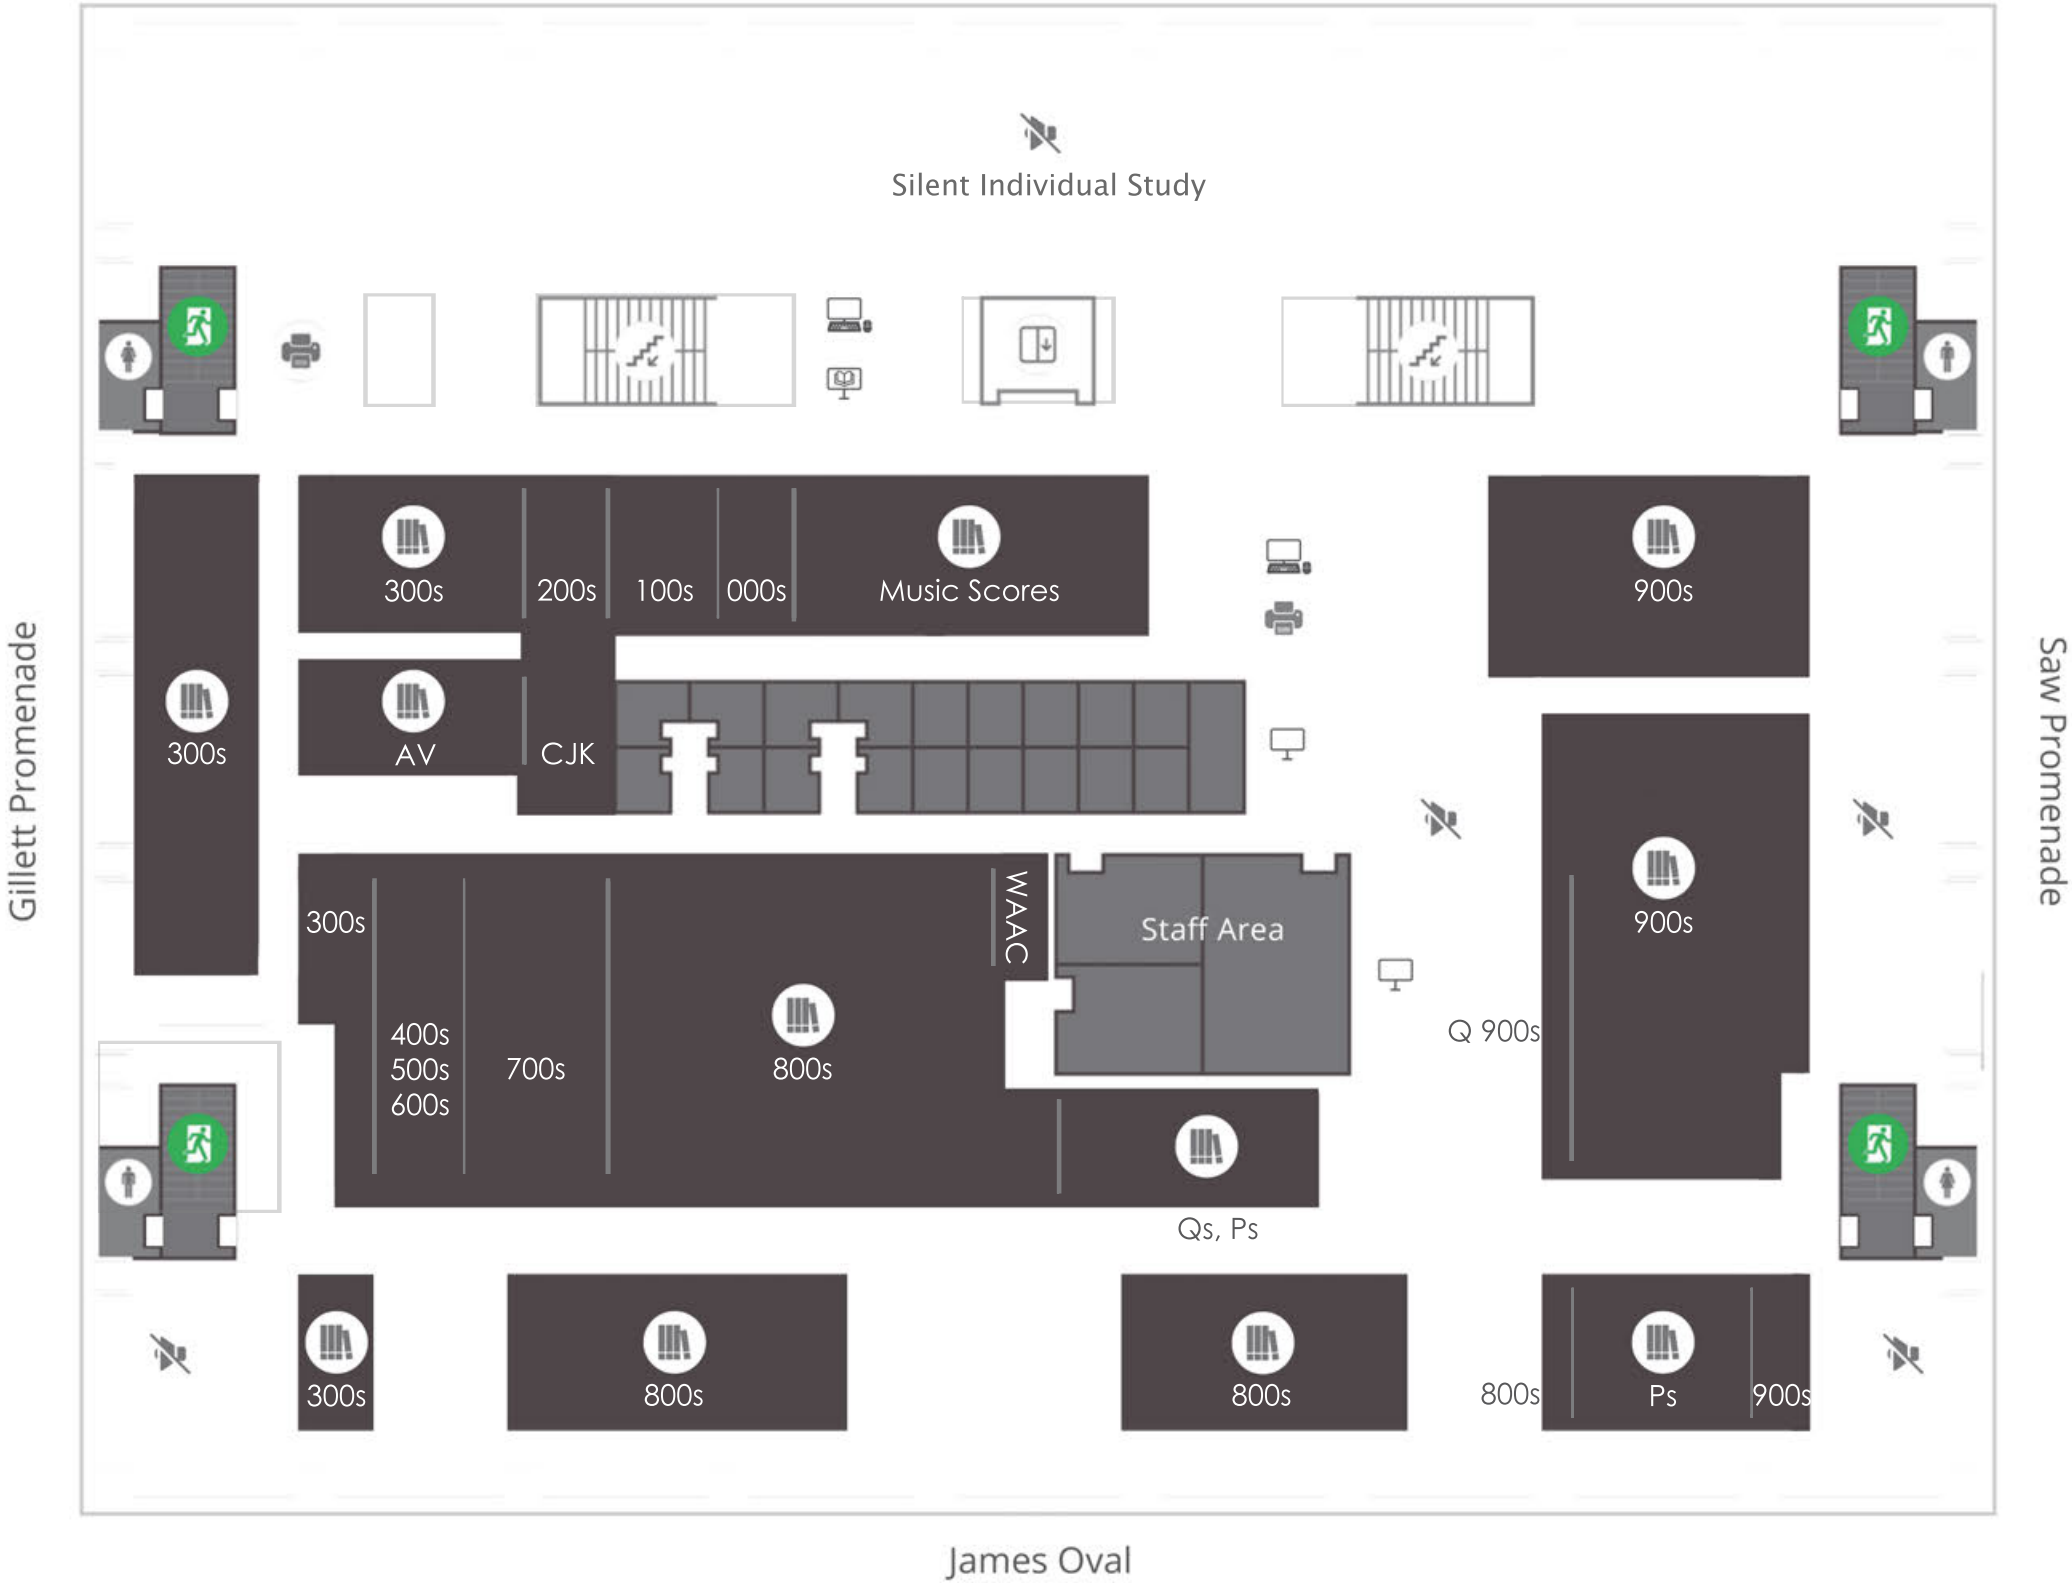 Silent Individual Study
300s
200s
100s
000s
Music Scores
900s
Gillett Promenade
Saw Promenade
300s
AV
CJK
300s
WAAC
Staff Area
900s
400s
500s
600s
700s
800s
Q 900s
Qs, Ps
300s
800s
800s
800s
Ps
900s
James Oval